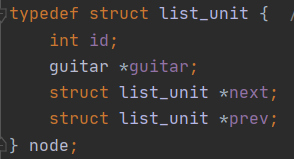 typedef struct list_unit { /
int id;
guitar *guitar;
struct list_unit *next;
struct list_unit *prev;
} node;